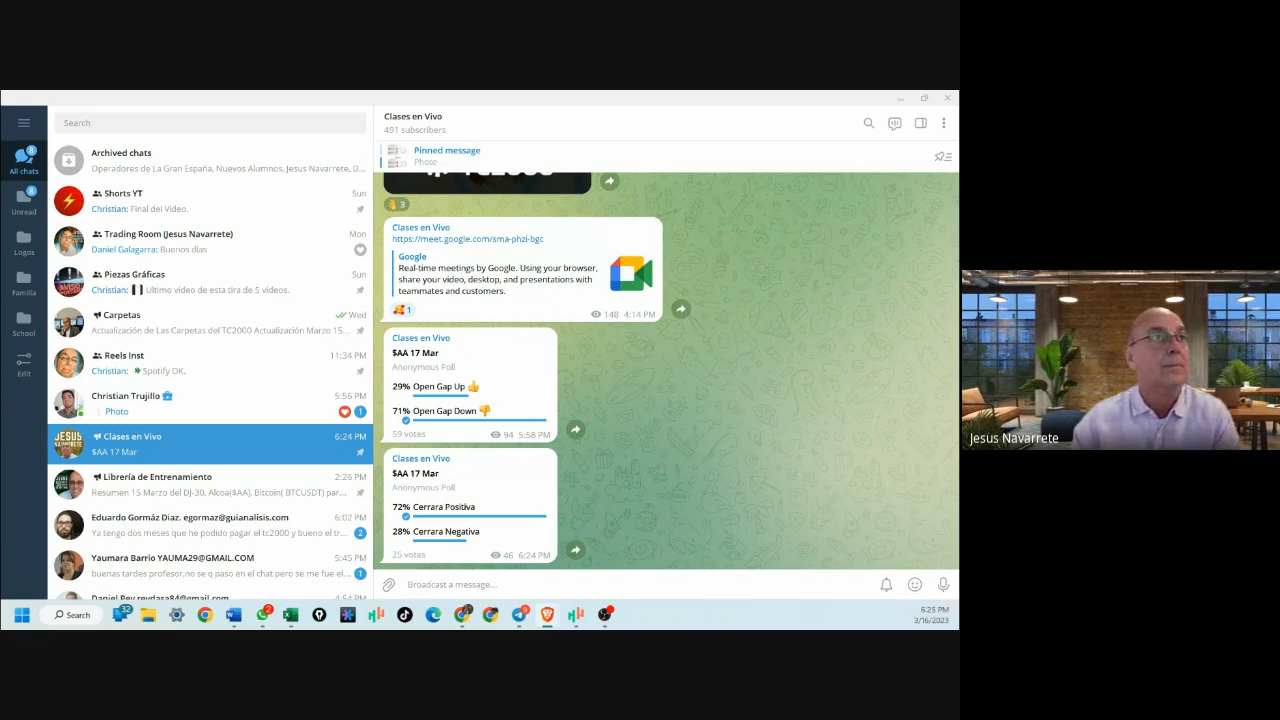 Search
All chats
Unread
Logos
Familia
School
Edit
8
8
Archived chats
Operadores de La Gran España, Nuevos Alumnos, Jesus Navarrete, D...
Shorts YT
Sun
Christian: Final del Video.
Trading Room (Jesus Navarrete)
Mon
Daniel Galagarra: Buenos días
Piezas Gráficas
Sun
Christian: Ultimo video de esta tira de 5 videos.
Carpetas
Wed
Actualización de Las Carpetas del TC2000 Actualización Marzo 15...
Reels Inst
11:34 PM
Christian: Spotify OK.
Christian Trujillo
5:56 PM
Photo
1
Clases en Vivo
6:24 PM
$AA 17 Mar
Librería de Entrenamiento
2:26 PM
Resumen 15 Marzo del DJ-30, Alcoa($AA), Bitcoin( BTCUSDT) par...
Eduardo Gormáz Diaz. egormaz@guianalisis.com
6:02 PM
Ya tengo dos meses que he podido pagar el tc2000 y bueno el tr...
2
Yaumara Barrio YAUMA29@GMAIL.COM
5:45 PM
buenas tardes profesor,no se q paso en el chat pero se me fue el...
1
Clases en Vivo
491 subscribers
Pinned message
Photo
3
Clases en Vivo
https://meet.google.com/sma-phzi-bgc
Google
Real-time meetings by Google. Using your browser,
share your video, desktop, and presentations with
teammates and customers.
1
148 4:14 PM
Clases en Vivo
$AA 17 Mar
Anonymous Poll
29% Open Gap Up
71% Open Gap Down
59 votes
94 5:58 PM
Clases en Vivo
$AA 17 Mar
Anonymous Poll
72% Cerrara Positiva
28% Cerrara Negativa
25 votes
46 6:24 PM
Broadcast a message...
Search
32
2
9
6:25 PM
3/16/2023
Jesus Navarrete